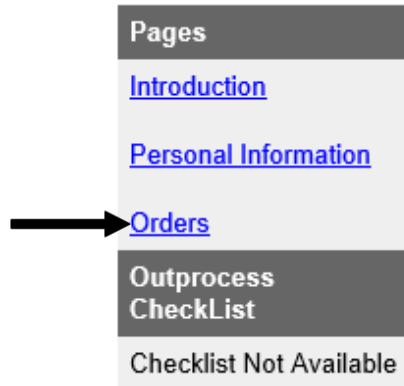 Pages
Introduction
Personal Information
Orders
Outprocess
CheckList
Checklist Not Available